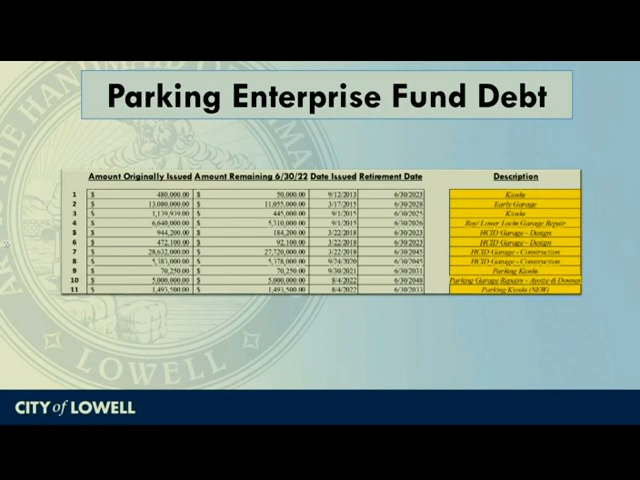 Parking Enterprise Fund Debt
Amount Originally Issued Amount Remaining 6/30/22 Date Issued Retirement Date Description
1 $ 480,000.00 $ 50,000.00 9/12/2013 6/30/2023 Kiosks
2 $ 13,080,000.00 $ 11,055,000.00 3/17/2015 6/30/2028 Early Garage
3 $ 1,139,939.00 $ 445,000.00 9/1/2015 6/30/2025 Kiosks
4 $ 6,640,000.00 $ 5,310,000.00 9/1/2015 6/30/2026 Roy/ Lower Locks Garage Repair
5 $ 944,200.00 $ 184,200.00 3/22/2018 6/30/2023 HCID Garage - Design
6 $ 472,100.00 $ 92,100.00 3/22/2018 6/30/2023 HCID Garage - Design
7 $ 28,632,000.00 $ 27,720,000.00 3/22/2018 6/30/2045 HCID Garage - Construction
8 $ 5,383,000.00 $ 5,378,000.00 9/24/2020 6/30/2045 HCID Garage - Construction
9 $ 70,250.00 $ 70,250.00 9/30/2021 6/30/2031 Parking Kiosks
10 $ 5,000,000.00 $ 5,000,000.00 8/4/2022 6/30/2048 Parking Garage Repairs - Ayotte & Downes
11 $ 1,493,500.00 $ 1,493,500.00 8/4/2022 6/30/2033 Parking Kiosks (NEW)
LOWELL
CITY of LOWELL